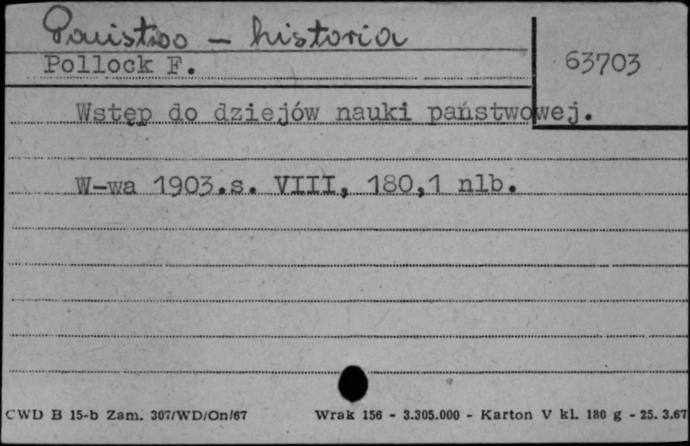 Państwo - historia
Pollock F.
63703
Wstęp do dziejów nauki państwowej.
W-wa 1903.s. VIII, 180,1 nlb.
CWD B 15-b Zam. 307/WD/On/67 Wrak 156 - 3.305.000 - Karton V kl. 180 g - 25. 3.67